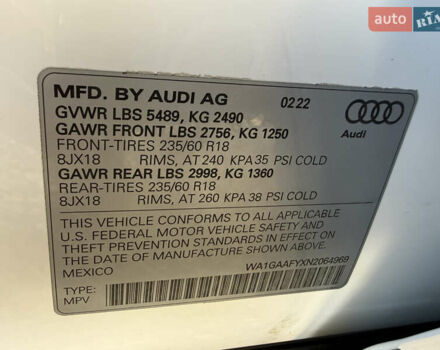 AUTO
RIA
MFD. BY AUDI AG 02 22
GVWR LBS 5489, KG 2490
GAWR FRONT LBS 2756, KG 1250
FRONT-TIRES 235/60 R18
8JX18 RIMS, AT 240 KPA 35 PSI COLD
GAWR REAR LBS 2998, KG 1360
REAR-TIRES 235/60 R18
8JX18 RIMS, AT 260 KPA 38 PSI COLD
Audi
THIS VEHICLE CONFORMS TO ALL APPLICABLE
U.S. FEDERAL MOTOR VEHICLE SAFETY AND
THEFT PREVENTION STANDARDS IN EFFECT ON
THE DATE OF MANUFACTURE SHOWN ABOVE.
MEXICO
WA1GAAFYXN2064969
TYPE:
MPV